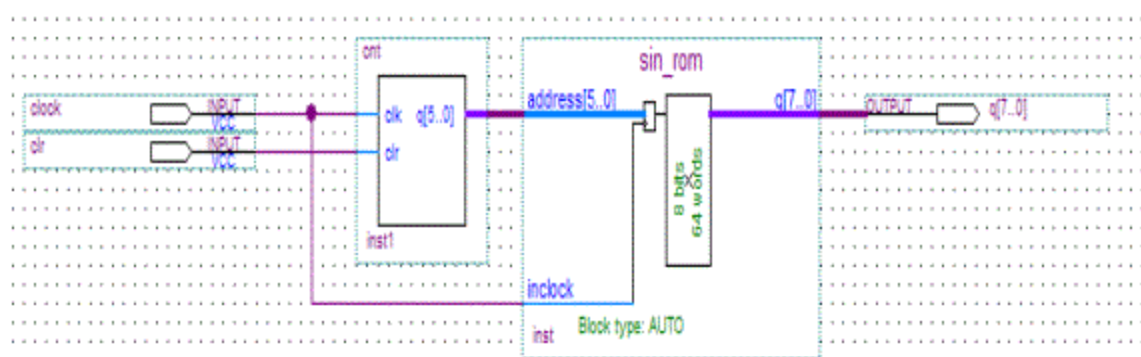 cnt
sin_rom
clock
INPUT
VCC
clk
q[5..0]
address[5..0]
q[7..0]
OUTPUT
q[7..0]
clr
INPUT
VCC
clr
8 bits
64 words
inst1
inclock
inst
Block type: AUTO